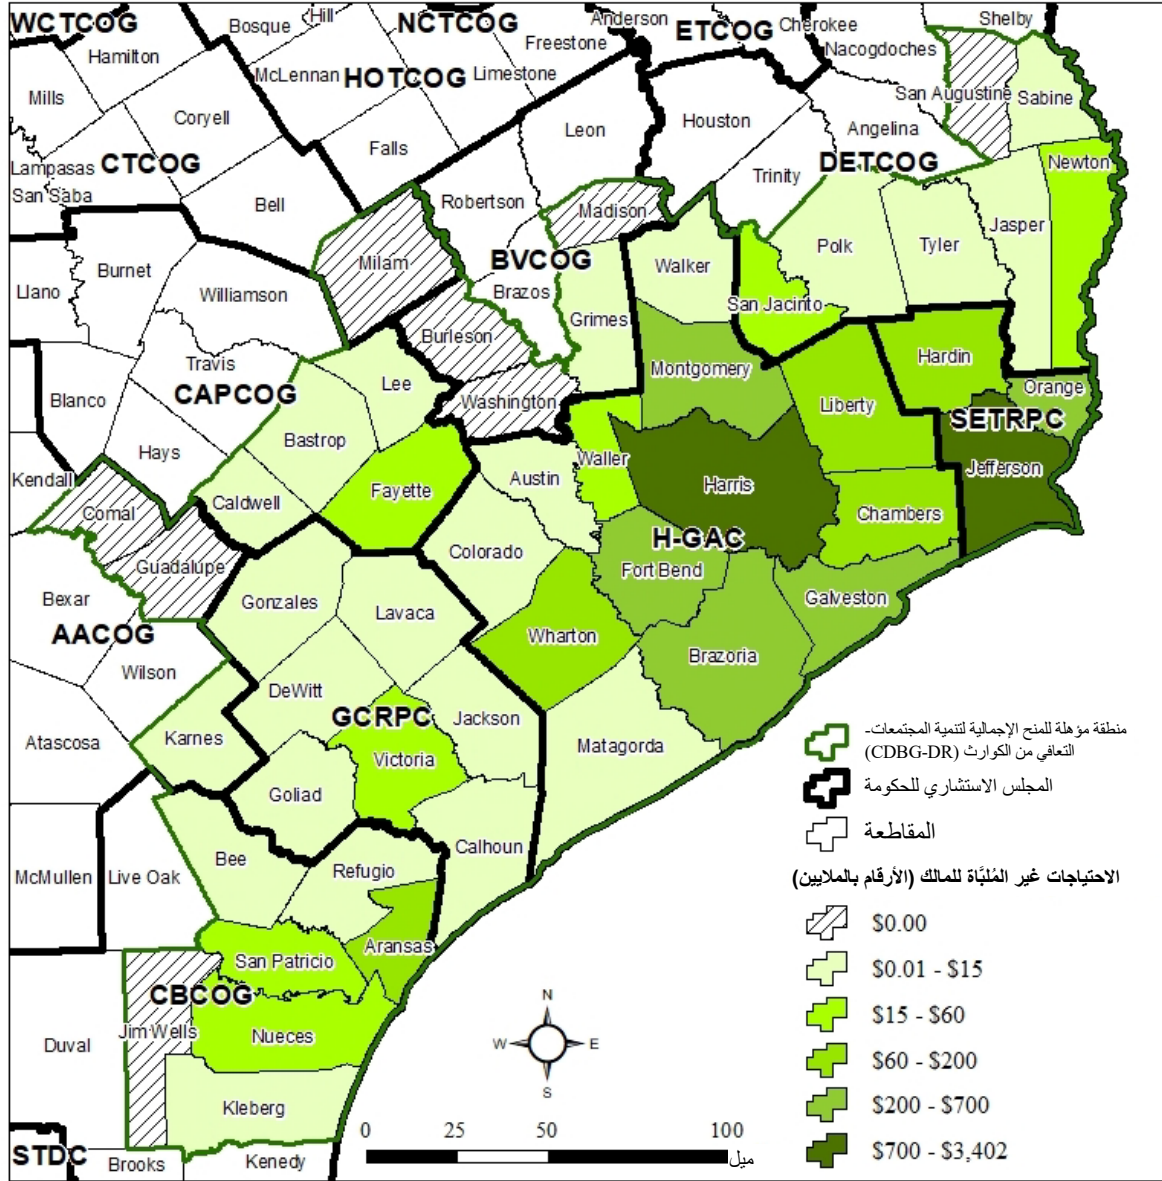 WCTCOG
Bosque
Hill
NCTCOG
Anderson
ETCOG
Cherokee
Shelby
Hamilton
McLennan
HOTCOG
Limestone
Freestone
Nacogdoches
Mills
Coryell
Falls
Leon
Houston
Angelina
San Augustine
Sabine
Lampasas
CTCOG
San Saba
Bell
Robertson
Madison
Trinity
DETCOG
Newton
Milam
BVCOG
Brazos
Walker
Polk
Tyler
Jasper
Burnet
Llano
Williamson
Burleson
Grimes
San Jacinto
Travis
CAPCOG
Lee
Washington
Montgomery
Liberty
Hardin
Orange
SETRPC
Blanco
Hays
Bastrop
Waller
Jefferson
Kendall
Comal
Caldwell
Fayette
Austin
Harris
Chambers
Guadalupe
Colorado
H-GAC
Fort Bend
Galveston
Bexar
AACOG
Gonzales
Lavaca
Wharton
Brazoria
Wilson
DeWitt
GCRPC
Jackson
Atascosa
Karnes
Victoria
Matagorda
Goliad
McMullen
Live Oak
Bee
Refugio
Calhoun
Aransas
San Patricio
CBCOG
Duval
Jim Wells
Nueces
Kleberg
STDC
Brooks
Kenedy
N
W
E
S
0
25
50
100
ميل
منطقة مؤهلة للمنح الإجمالية لتنمية المجتمعات-
التعافي من الكوارث (CDBG-DR)
المجلس الاستشاري للحكومة
المقاطعة
الاحتياجات غير المُلبَّاة للمالك (الأرقام بالملايين)
$0.00
$0.01 - $15
$15 - $60
$60 - $200
$200 - $700
$700 - $3,402